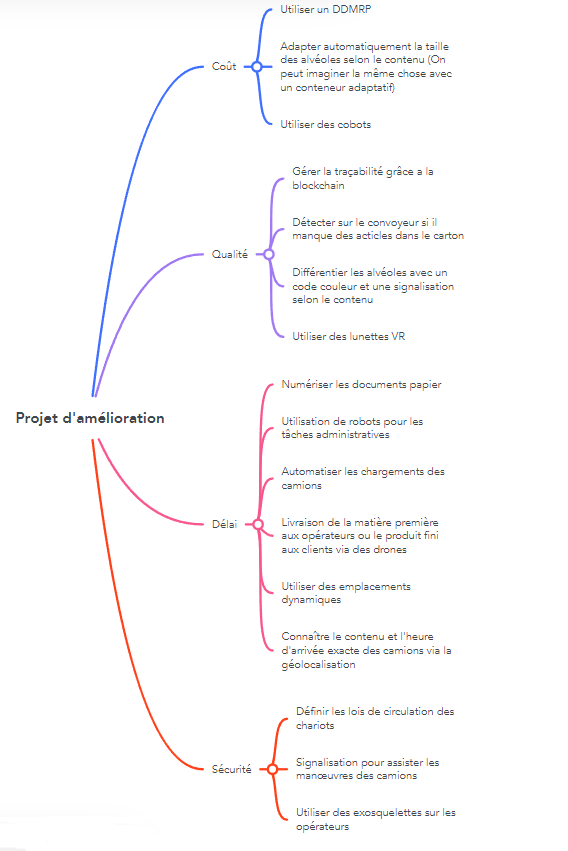 Utiliser un DDMRP
Adapter automatiquement la taille
des alvéoles selon le contenu (On
peut imaginer la même chose avec
un conteneur adaptatif)
Coût
Utiliser des cobots
Gérer la traçabilité grâce a la
blockchain
Détecter sur le convoyeur si il
manque des acticles dans le carton
Qualité
Différentier les alvéoles avec un
code couleur et une signalisation
selon le contenu
Utiliser des lunettes VR
Projet d'amélioration
Numériser les documents papier
Utilisation de robots pour les
tâches administratives
Automatiser les chargements des
camions
Délai
Livraison de la matière première
aux opérateurs ou le produit fini
aux clients via des drones
Utiliser des emplacements
dynamiques
Connaître le contenu et l'heure
d'arrivée exacte des camions via la
géolocalisation
Définir les lois de circulation des
chariots
Sécurité
Signalisation pour assister les
manœuvres des camions
Utiliser des exosquelettes sur les
opérateurs